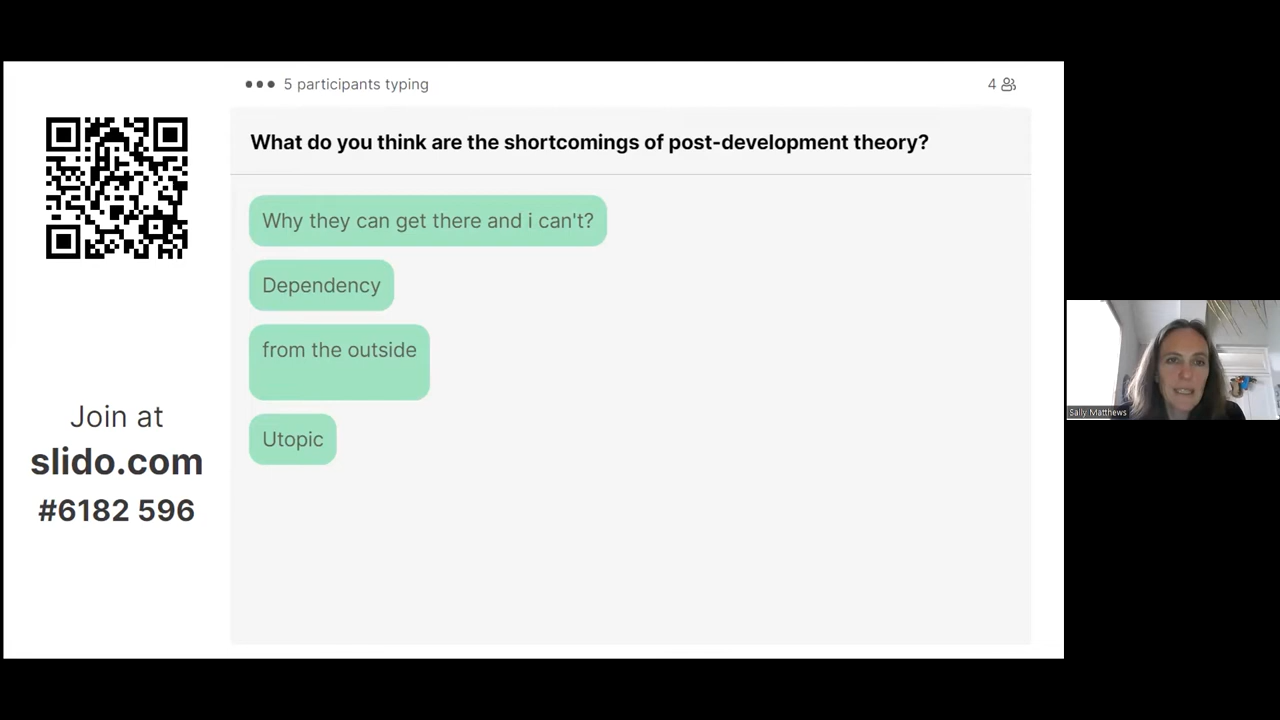 5 participants typing
4
What do you think are the shortcomings of post-development theory?
Why they can get there and i can't?
Dependency
from the outside
Utopic
Join at
slido.com
#6182 596
Sally Matthews